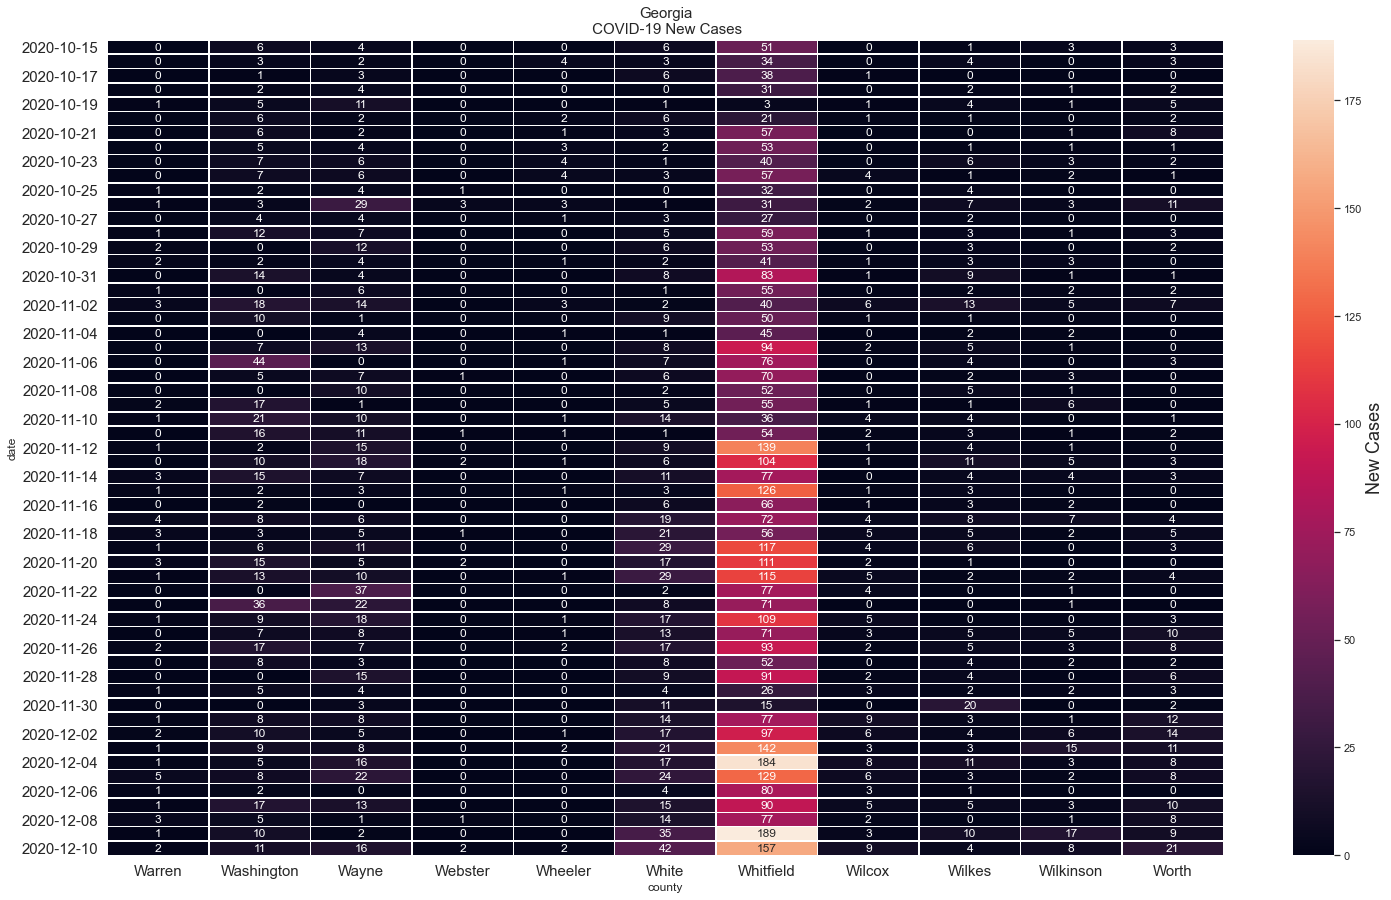 Georgia
COVID-19 New Cases
2020-10-15 0 6 4 0 0 6 51 0 1 3 3
0 3 2 0 4 3 34 0 4 0 3
2020-10-17 0 1 3 0 0 6 38 1 0 0 0
0 2 4 0 0 0 31 0 2 1 2
2020-10-19 1 5 11 0 0 1 3 1 4 1 5
0 6 2 0 2 6 21 1 1 0 2
2020-10-21 0 6 2 0 1 3 57 0 0 1 8
0 5 4 0 3 2 53 0 1 1 1
2020-10-23 0 7 6 0 4 1 40 0 6 3 2
0 7 6 0 4 3 57 4 1 2 1
2020-10-25 1 2 4 1 0 0 32 0 4 0 0
1 3 29 3 3 1 31 2 7 3 11
2020-10-27 0 4 4 0 1 3 27 0 2 0 0
1 12 7 0 0 5 59 1 3 1 3
2020-10-29 2 0 12 0 0 6 53 0 3 0 2
2 2 4 0 1 2 41 1 3 3 0
2020-10-31 0 14 4 0 0 8 83 1 9 1 1
1 0 6 0 0 1 55 0 2 2 2
2020-11-02 3 18 14 0 3 2 40 6 13 5 7
0 10 1 0 0 9 50 1 1 0 0
2020-11-04 0 0 4 0 1 1 45 0 2 2 0
0 7 13 0 0 8 94 2 5 1 0
2020-11-06 0 44 0 0 1 7 76 0 4 0 3
0 5 7 1 0 6 70 0 2 3 0
2020-11-08 0 0 10 0 0 2 52 0 5 1 0
2 17 1 0 0 5 55 1 1 6 0
2020-11-10 1 21 10 0 1 14 36 4 4 0 1
0 16 11 1 1 1 54 2 3 1 2
2020-11-12 1 2 15 0 0 9 139 1 4 1 0
0 10 18 2 1 6 104 1 11 5 3
2020-11-14 3 15 7 0 0 11 77 0 4 4 3
1 2 3 0 1 3 126 1 3 0 0
2020-11-16 0 2 0 0 0 6 66 1 3 2 0
4 8 6 0 0 19 72 4 8 7 4
2020-11-18 3 3 5 1 0 21 56 5 5 2 5
1 6 11 0 0 29 117 4 6 0 3
2020-11-20 3 15 5 2 0 17 111 2 1 0 0
1 13 10 0 1 29 115 5 2 2 4
2020-11-22 0 0 37 0 0 2 77 4 0 1 0
0 36 22 0 0 8 71 0 0 1 0
2020-11-24 1 9 18 0 1 17 109 5 0 0 3
0 7 8 0 1 13 71 3 5 5 10
2020-11-26 2 17 7 0 2 17 93 2 5 3 8
0 8 3 0 0 8 52 0 4 2 2
2020-11-28 0 0 15 0 0 9 91 2 4 0 6
1 5 4 0 0 4 26 3 2 2 3
2020-11-30 0 0 3 0 0 11 15 0 20 0 2
1 8 8 0 0 14 77 9 3 1 12
2020-12-02 2 10 5 0 1 17 97 6 4 6 14
1 9 8 0 2 21 142 3 3 15 11
2020-12-04 1 5 16 0 0 17 184 8 11 3 8
5 8 22 0 0 24 129 6 3 2 8
2020-12-06 1 2 0 0 0 4 80 3 1 0 0
1 17 13 0 0 15 90 5 5 3 10
2020-12-08 3 5 1 1 0 14 77 2 0 1 8
1 10 2 0 0 35 189 3 10 17 9
2020-12-10 2 11 16 2 2 42 157 9 4 8 21
Warren Washington Wayne Webster Wheeler White Whitfield Wilcox Wilkes Wilkinson Worth
county
date
175
150
125
100
75
50
25
0
New Cases